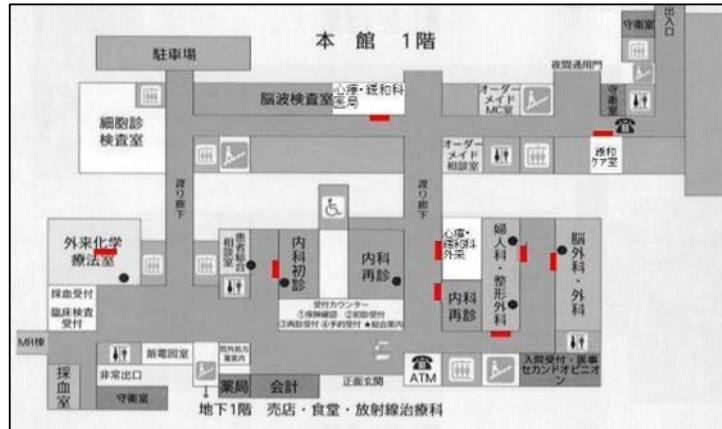 本館 1階
駐車場
守衛室
出入口
夜間通用門
脳波検査室
心療・緩和科
医局
オーダー
メイド
MC室
守
衛
室
細胞診
検査室
オーダー
メイド
相談室
緩和
ケア室
渡り廊下
渡り廊下
外来化学
療法室
患者総合
相談室
内科初診
内科
再診
心療・
緩和科
外来
婦人科・整形外科
脳外科・外科
採血受付
臨床検査
受付
受付カウンター
①保険確認 ②初診受付
③再診受付 ④予約受付 ★総合案内
内科
再診
MR棟
筋電図室
院外処方
薬案内
非常出口
採血室
守衛室
薬局
会計
正面玄関
ATM
入院受付・医事
セカンドオピニオ
ン
地下1階 売店・食堂・放射線治療科